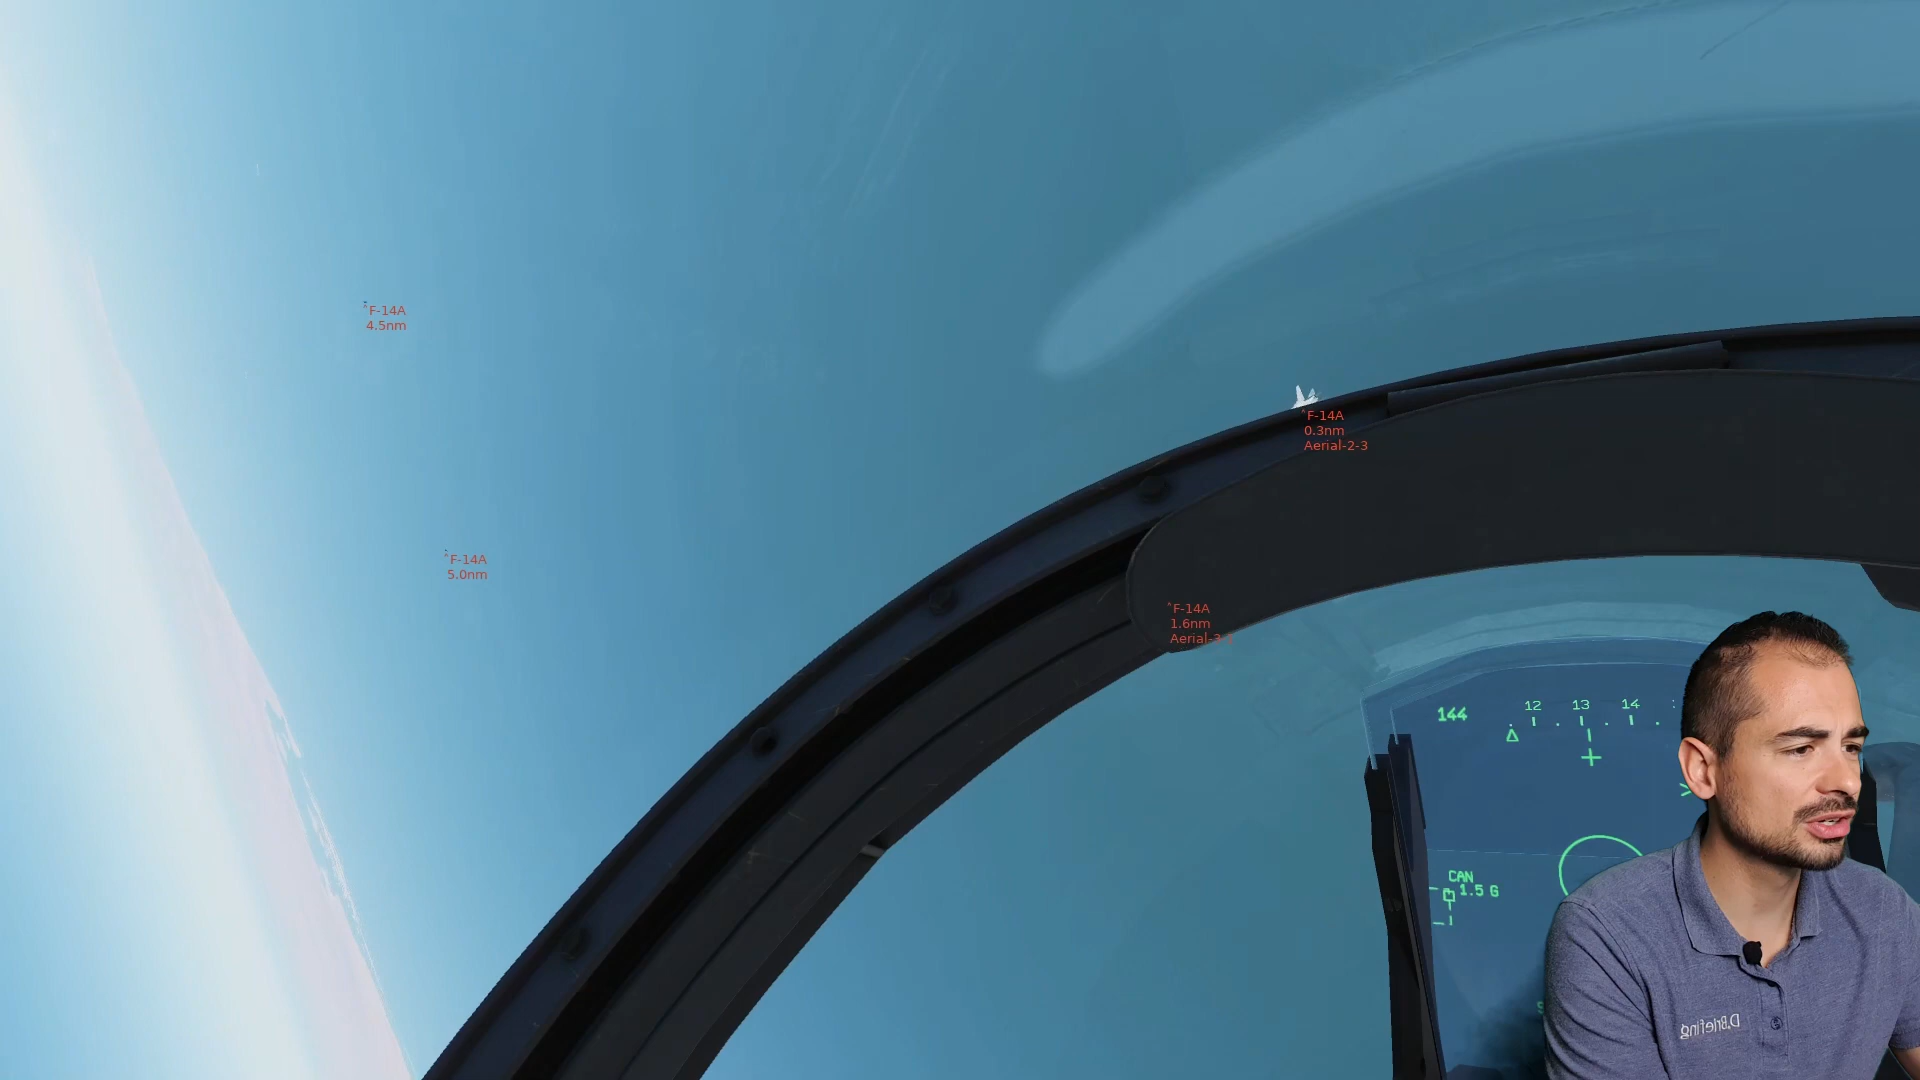 F-14A
4.5nm
F-14A
0.3nm
Aerial-2-3
F-14A
5.0nm
F-14A
1.6nm
144
12
13
14
CAN
1.5 G
D.Briefing